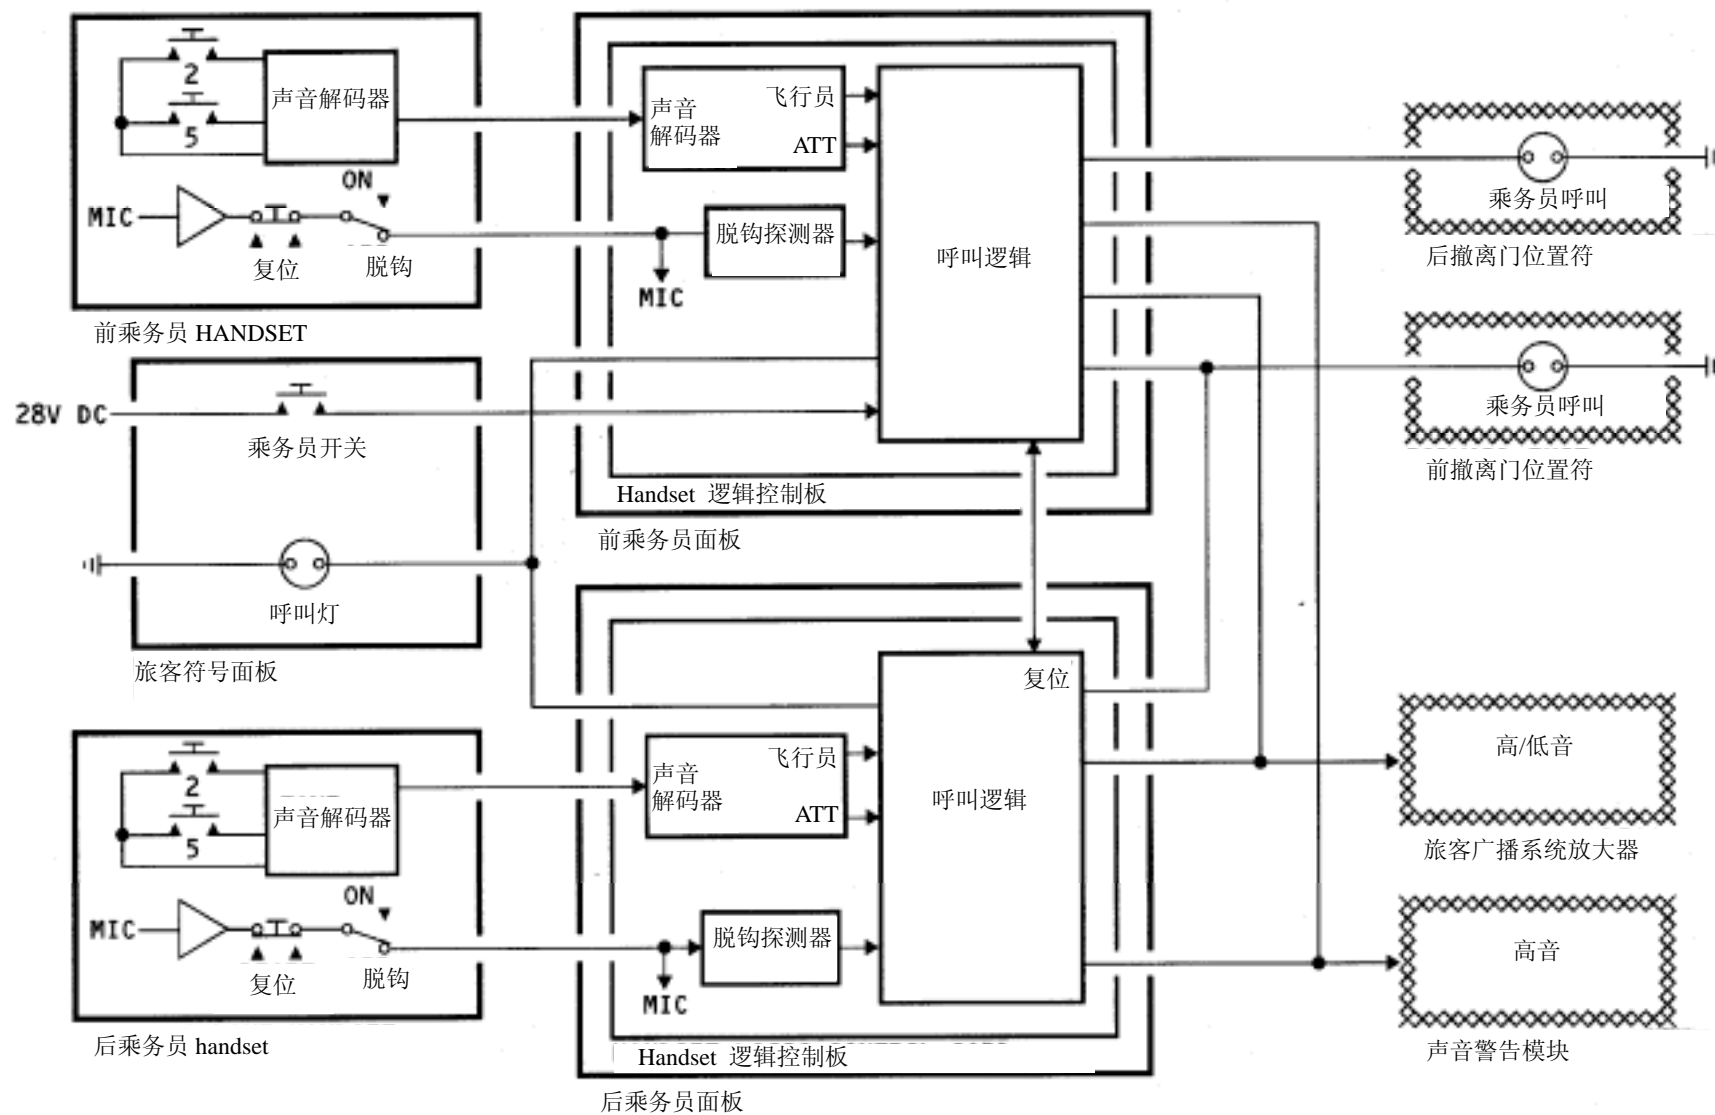 2
声音解码器
5
ON
MIC
复位
脱钩
前乘务员 HANDSET
声音
解码器
飞行员
ATT
脱钩探测器
MIC
呼叫逻辑
Handset 逻辑控制板
前乘务员面板
乘务员呼叫
后撤离门位置符
乘务员呼叫
前撤离门位置符
28V DC
乘务员开关
呼叫灯
旅客符号面板
2
声音解码器
5
ON
MIC
复位
脱钩
后乘务员 handset
声音
解码器
飞行员
ATT
脱钩探测器
MIC
复位
呼叫逻辑
Handset 逻辑控制板
后乘务员面板
高/低音
旅客广播系统放大器
高音
声音警告模块